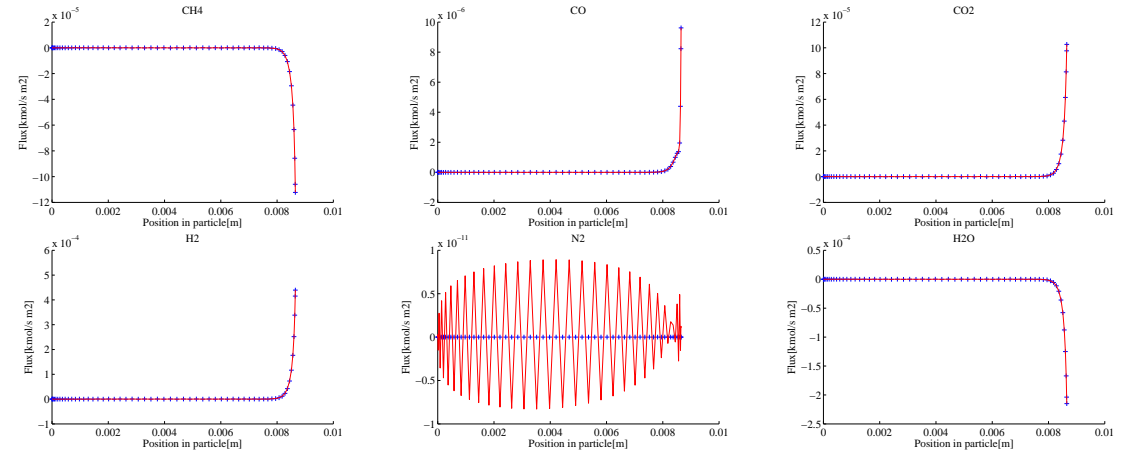 CH4
x 10−5
2
0
−2
−4
−6
−8
−10
−12
Flux[kmol/s m2]
0 0.002 0.004 0.006 0.008 0.01
Position in particle[m]
CO
x 10−6
10
8
6
4
2
0
−2
Flux[kmol/s m2]
0 0.002 0.004 0.006 0.008 0.01
Position in particle[m]
CO2
x 10−5
12
10
8
6
4
2
0
−2
Flux[kmol/s m2]
0 0.002 0.004 0.006 0.008 0.01
Position in particle[m]
H2
x 10−4
6
5
4
3
2
1
0
−1
Flux[kmol/s m2]
0 0.002 0.004 0.006 0.008 0.01
Position in particle[m]
N2
x 10−11
1
0.5
0
−0.5
−1
Flux[kmol/s m2]
0 0.002 0.004 0.006 0.008 0.01
Position in particle[m]
H2O
x 10−4
0.5
0
−0.5
−1
−1.5
−2
−2.5
Flux[kmol/s m2]
0 0.002 0.004 0.006 0.008 0.01
Position in particle[m]